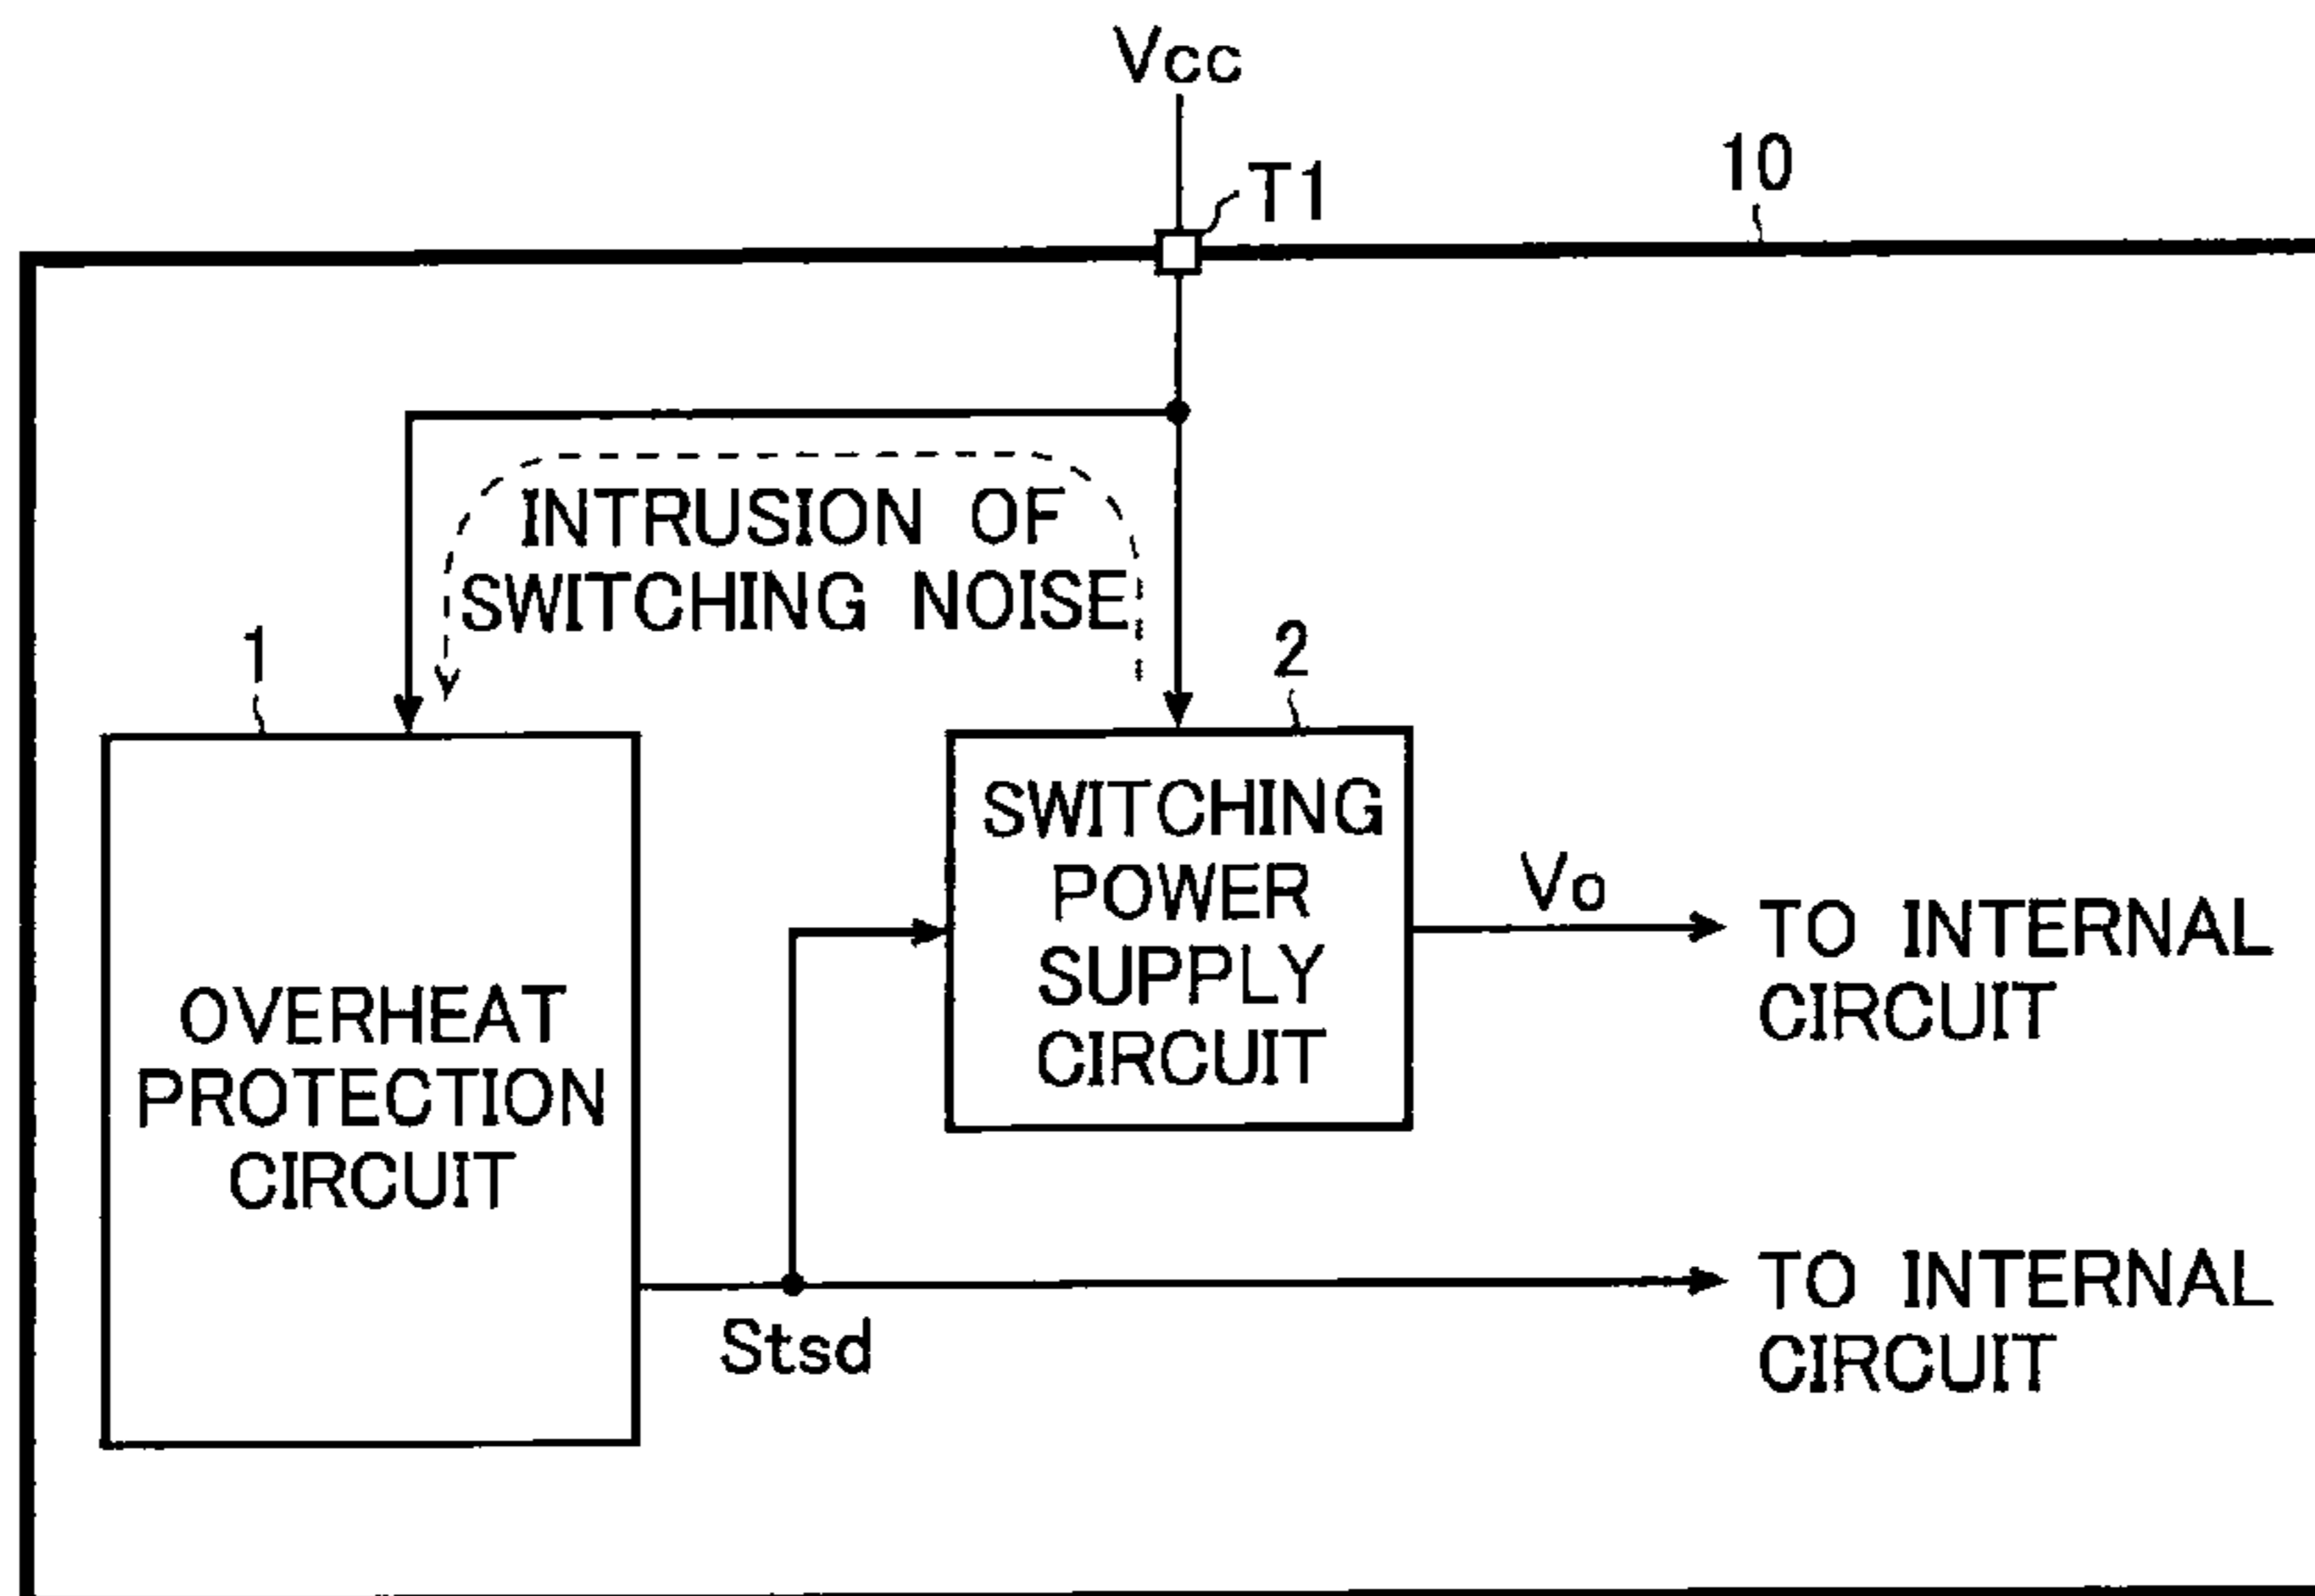 Vcc
T1
10
INTRUSION OF
SWITCHING NOISE
1
2
SWITCHING
POWER
SUPPLY
CIRCUIT
Vo
TO INTERNAL
CIRCUIT
OVERHEAT
PROTECTION
CIRCUIT
TO INTERNAL
CIRCUIT
Stsd